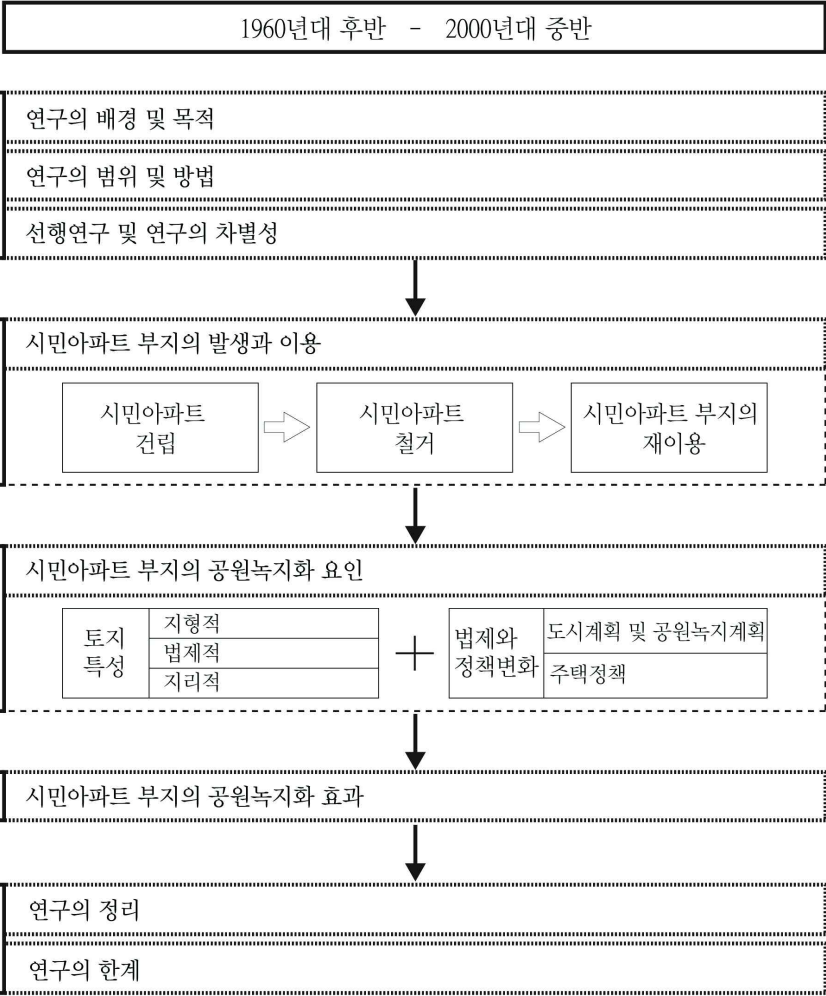 1960년대 후반 - 2000년대 중반
연구의 배경 및 목적
연구의 범위 및 방법
선행연구 및 연구의 차별성
시민아파트 부지의 발생과 이용
시민아파트
건립
시민아파트
철거
시민아파트 부지의
재이용
시민아파트 부지의 공원녹지화 요인
토지
특성
지형적
법제적
지리적
법제와
정책변화
도시계획 및 공원녹지계획
주택정책
시민아파트 부지의 공원녹지화 효과
연구의 정리
연구의 한계